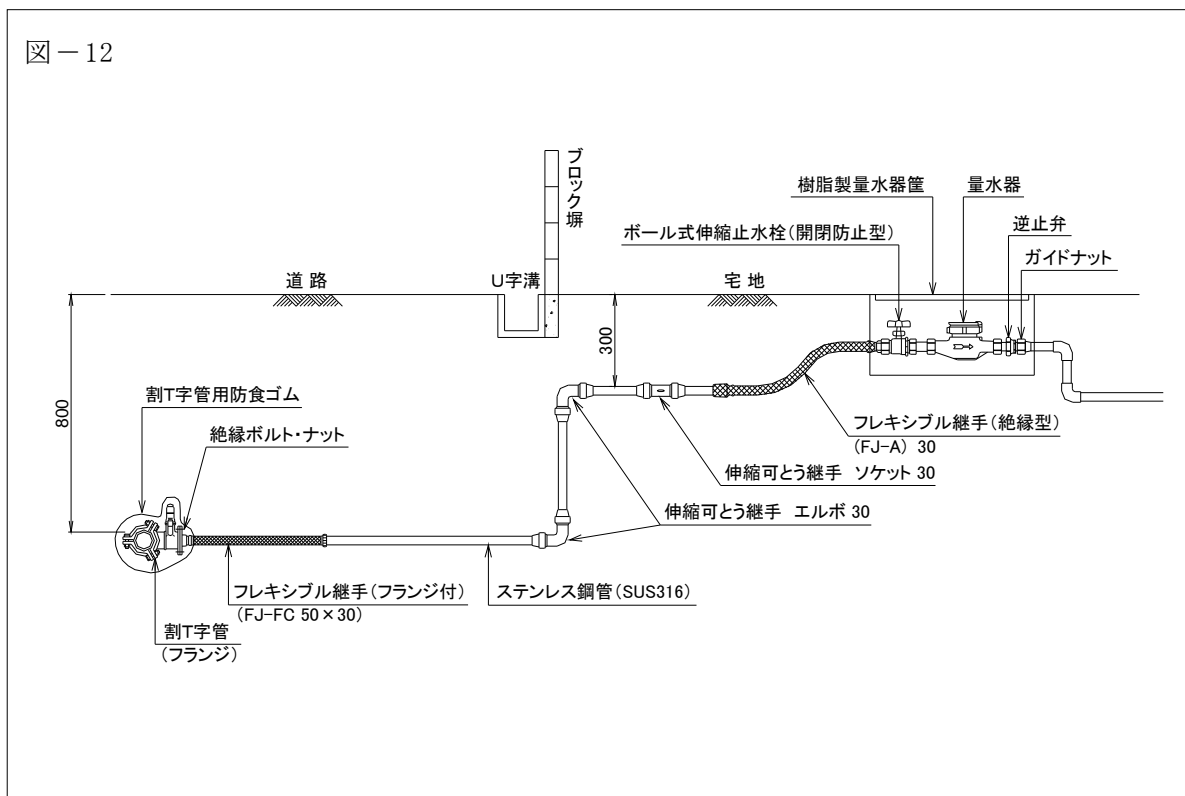 図－12
ブロック塀
樹脂製量水器筐
量水器
ボール式伸縮止水栓(開閉防止型)
逆止弁
ガイドナット
道路
U字溝
宅地
800
300
割T字管用防食ゴム
絶縁ボルト・ナット
フレキシブル継手(絶縁型)
(FJ-A) 30
伸縮可とう継手 ソケット 30
伸縮可とう継手 エルボ 30
フレキシブル継手(フランジ付)
(FJ-FC 50×30)
ステンレス鋼管(SUS316)
割T字管
(フランジ)